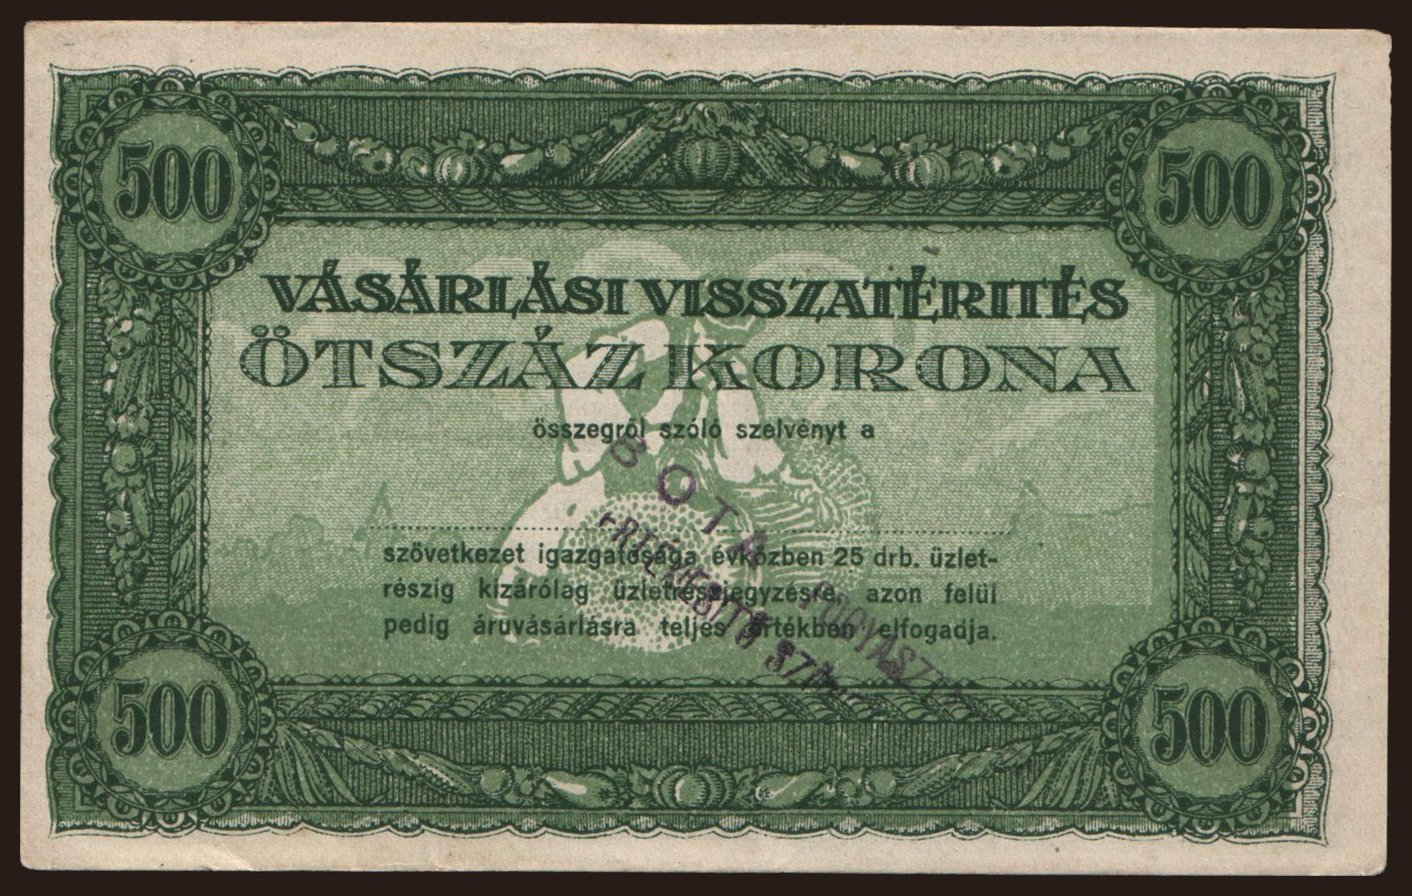 500
500
VÁSÁRLÁSI VISSZATÉRITÉS
ÖTSZÁZ KORONA
összegről szóló szelvényt a
BOTA
szövetkezet igazgatósága évközben 25 drb. üzlet-
részig kizárólag üzletrészjegyzésre, azon felül
pedig áruvásárlásra teljes értékben elfogadja.
500
500